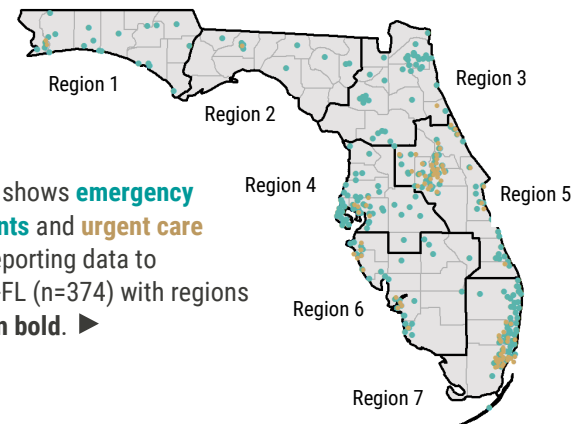 Region 1
Region 2
Region 3
Region 4
Region 5
shows emergency
nts and urgent care
eporting data to
FL (n=374) with regions
n bold. ▶
Region 6
Region 7